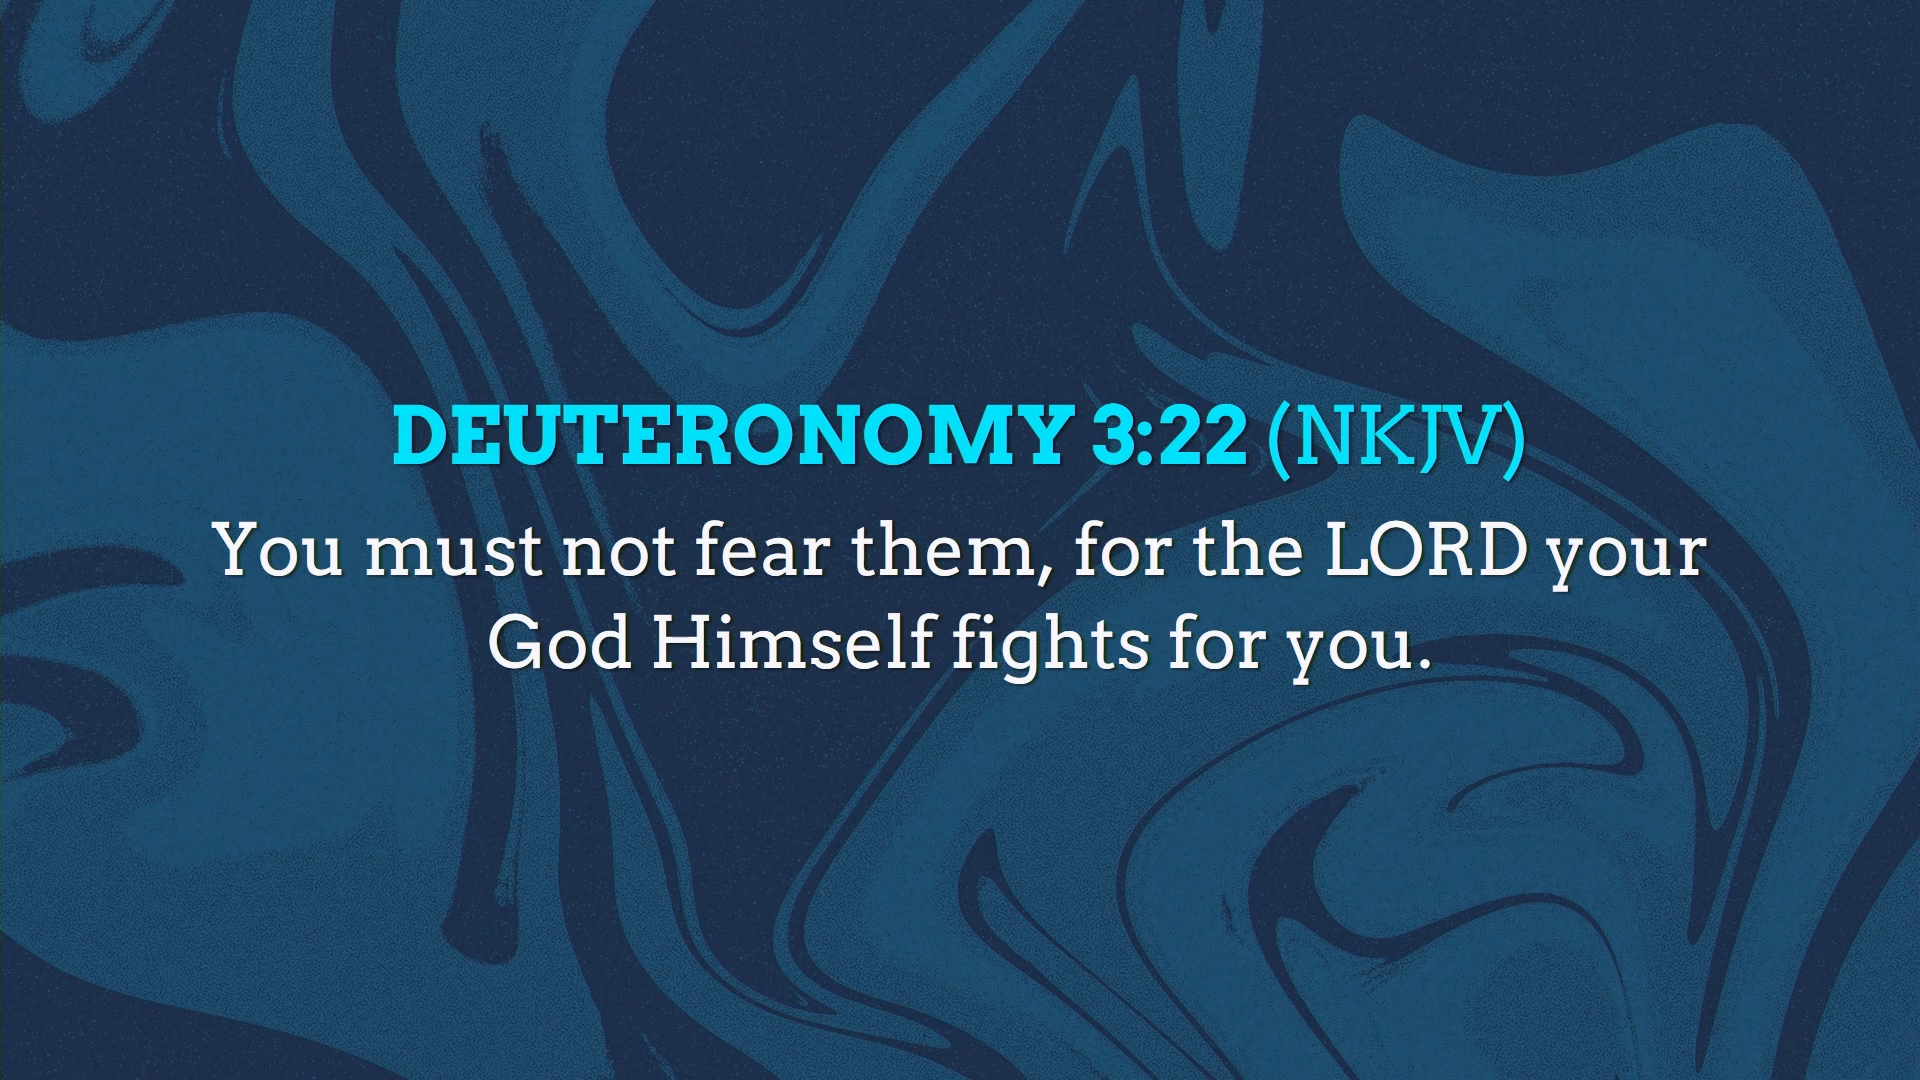 DEUTERONOMY 3:22 (NKJV)
You must not fear them, for the LORD your
God Himself fights for you.